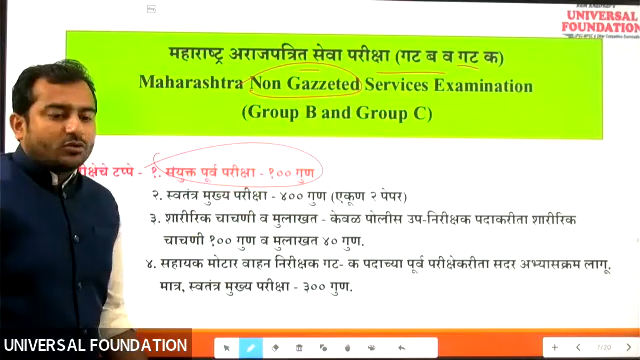 UNIVERSAL
FOUNDATION
महाराष्ट्र अराजपत्रित सेवा परीक्षा (गट ब व गट क)
Maharashtra Non Gazzeted Services Examination
(Group B and Group C)
टप्पे - १. संयुक्त पूर्व परीक्षा - १०० गुण
२. स्वतंत्र मुख्य परीक्षा - ४०० गुण (एकूण २ पेपर)
३. शारीरिक चाचणी व मुलाखत - केवळ पोलीस उप-निरीक्षक पदाकरीता शारीरिक
चाचणी १०० गुण व मुलाखत ४० गुण.
४. सहायक मोटार वाहन निरीक्षक गट- क पदाच्या पूर्व परीक्षेकरीता सदर अभ्यासक्रम लागू.
मात्र, स्वतंत्र मुख्य परीक्षा - ३०० गुण.
UNIVERSAL FOUNDATION
7/20